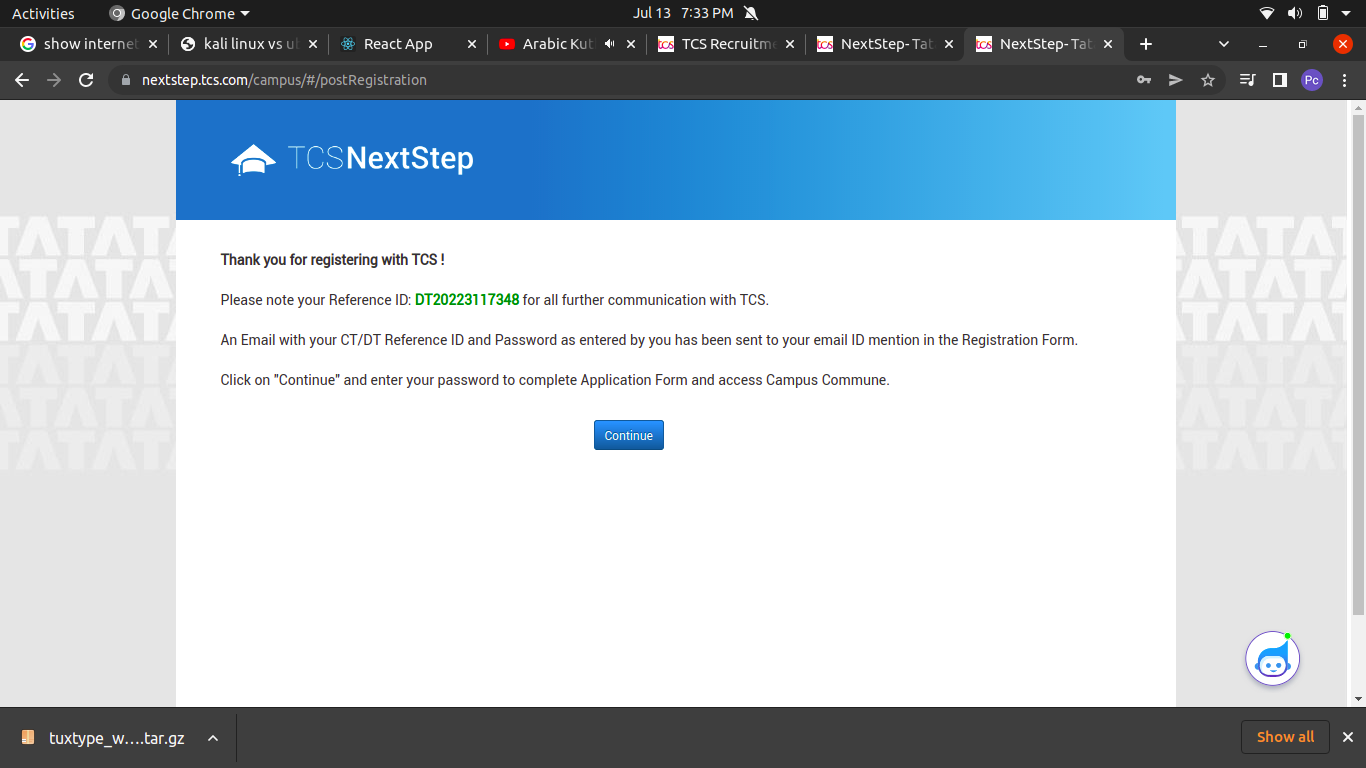 Activities
Google Chrome
Jul 13 7:33 PM
show internet
kali linux vs u
React App
Arabic Kut
TCS Recruitm
NextStep- Tat
NextStep- Tat
nextstep.tcs.com/campus/#/postRegistration
Pc
TCSNextStep
Thank you for registering with TCS !
Please note your Reference ID: DT20223117348 for all further communication with TCS.
An Email with your CT/DT Reference ID and Password as entered by you has been sent to your email ID mention in the Registration Form.
Click on "Continue" and enter your password to complete Application Form and access Campus Commune.
Continue
tuxtype_w....tar.gz
Show all